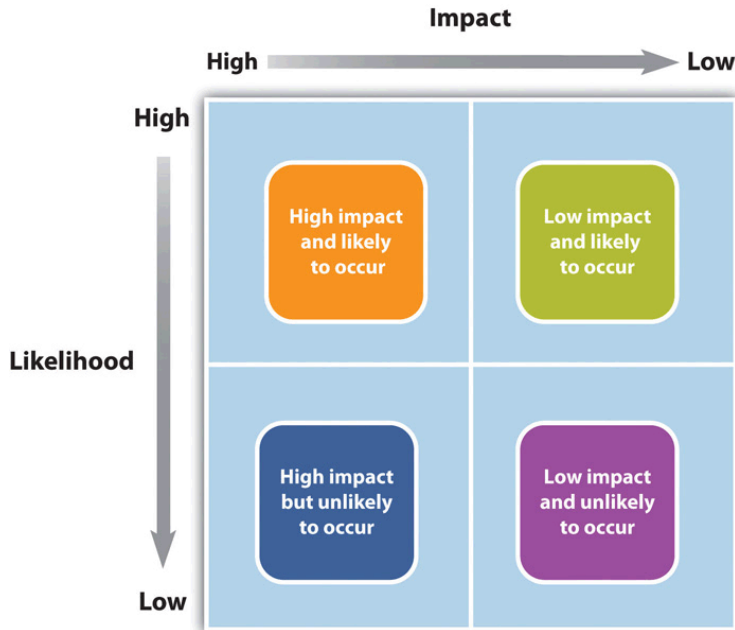 Impact
High
Low
High
Likelihood
Low
High impact
and likely
to occur
Low impact
and likely
to occur
High impact
but unlikely
to occur
Low impact
and unlikely
to occur